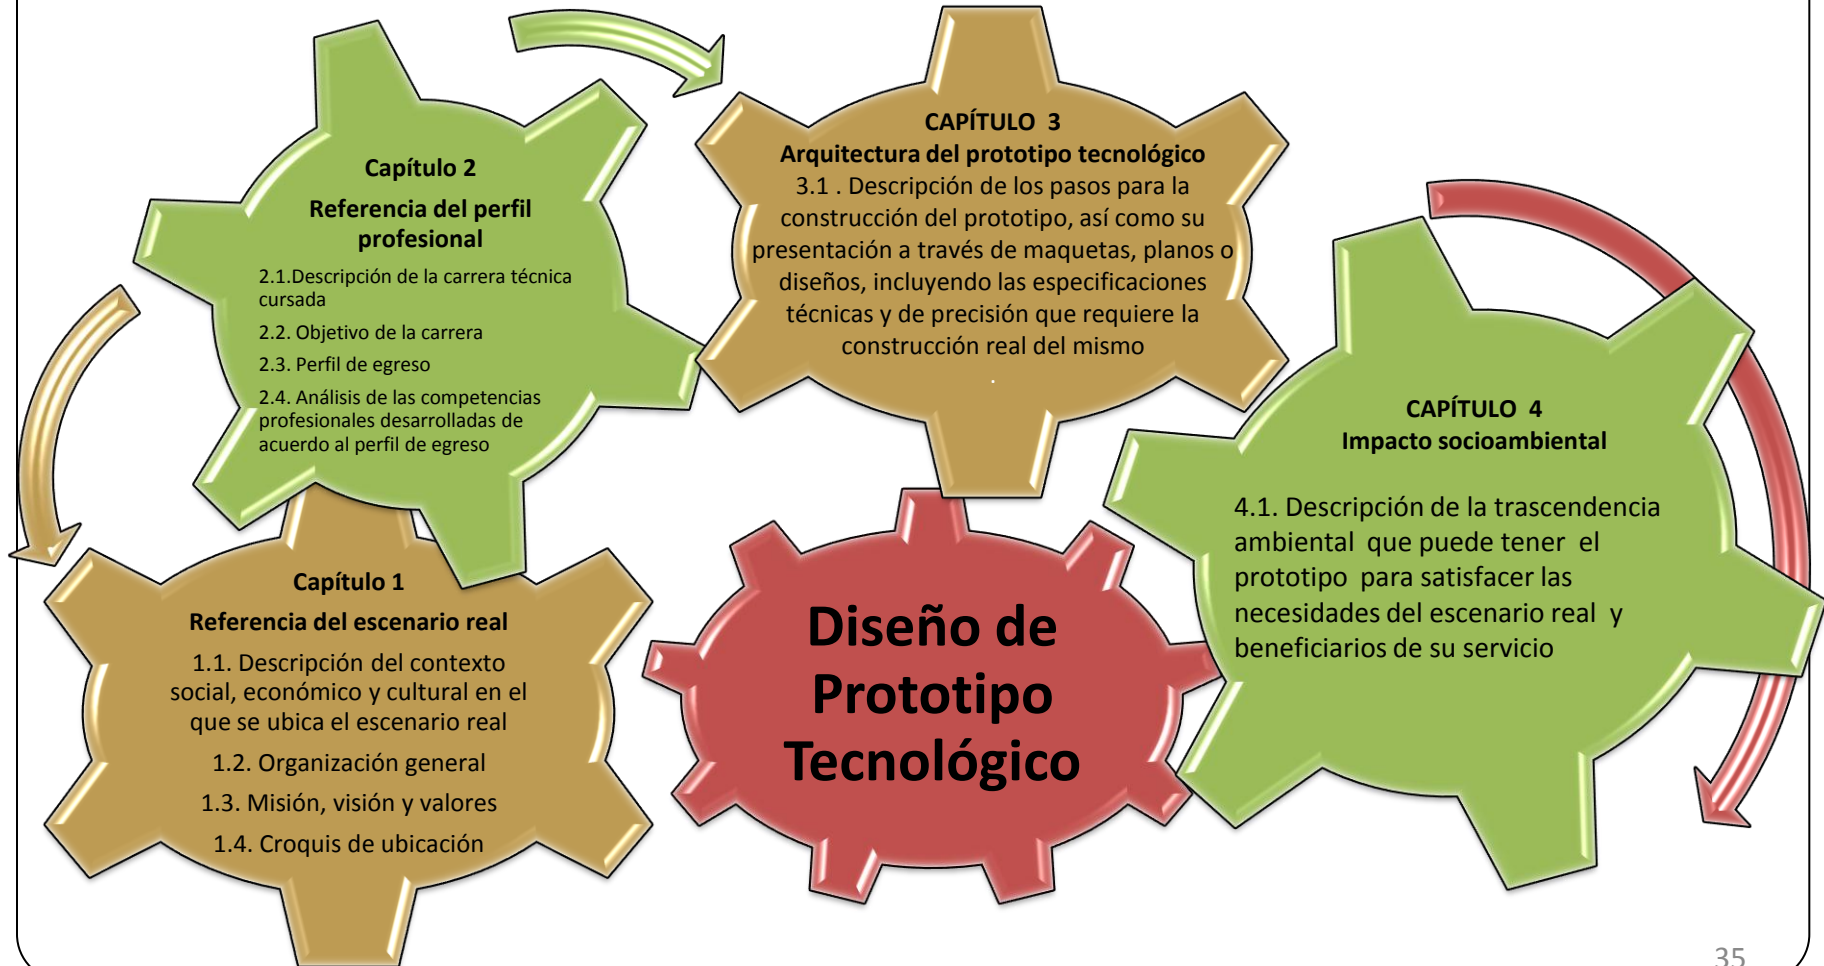 Capítulo 2
Referencia del perfil
profesional
2.1.Descripción de la carrera técnica
cursada
2.2. Objetivo de la carrera
2.3. Perfil de egreso
2.4. Análisis de las competencias
profesionales desarrolladas de
acuerdo al perfil de egreso
CAPÍTULO 3
Arquitectura del prototipo tecnológico
3.1 . Descripción de los pasos para la
construcción del prototipo, así como su
presentación a través de maquetas, planos o
diseños, incluyendo las especificaciones
técnicas y de precisión que requiere la
construcción real del mismo
.
CAPÍTULO 4
Impacto socioambiental
4.1. Descripción de la trascendencia
ambiental que puede tener el
prototipo para satisfacer las
necesidades del escenario real y
beneficiarios de su servicio
Capítulo 1
Referencia del escenario real
1.1. Descripción del contexto
social, económico y cultural en el
que se ubica el escenario real
1.2. Organización general
1.3. Misión, visión y valores
1.4. Croquis de ubicación
Diseño de
Prototipo
Tecnológico
35